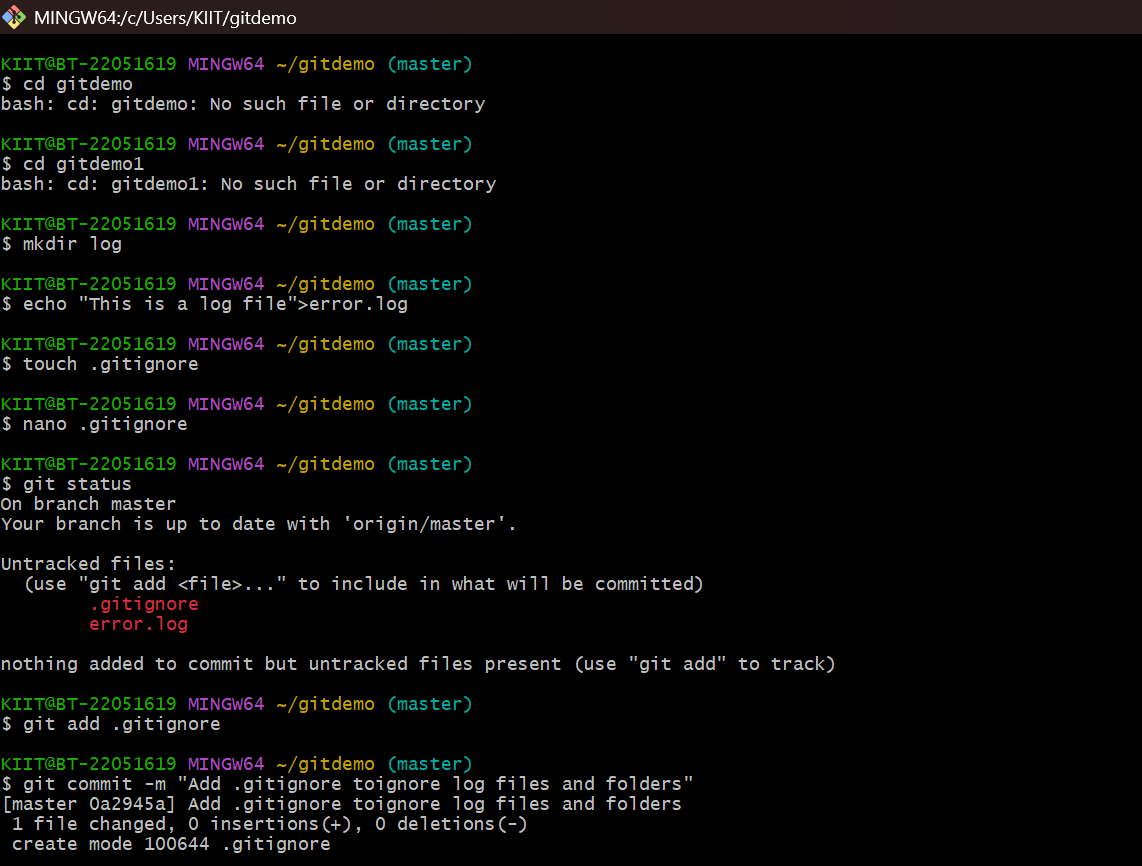 MINGW64:/c/Users/KIIT/gitdemo
KIIT@BT-22051619 MINGW64 ~/gitdemo (master)
$ cd gitdemo
bash: cd: gitdemo: No such file or directory
KIIT@BT-22051619 MINGW64 ~/gitdemo (master)
$ cd gitdemo1
bash: cd: gitdemo1: No such file or directory
KIIT@BT-22051619 MINGW64 ~/gitdemo (master)
$ mkdir log
KIIT@BT-22051619 MINGW64 ~/gitdemo (master)
$ echo "This is a log file">error.log
KIIT@BT-22051619 MINGW64 ~/gitdemo (master)
$ touch .gitignore
KIIT@BT-22051619 MINGW64 ~/gitdemo (master)
$ nano .gitignore
KIIT@BT-22051619 MINGW64 ~/gitdemo (master)
$ git status
On branch master
Your branch is up to date with 'origin/master'.
Untracked files:
(use "git add <file>..." to include in what will be committed)
.gitignore
error.log
nothing added to commit but untracked files present (use "git add" to track)
KIIT@BT-22051619 MINGW64 ~/gitdemo (master)
$ git add .gitignore
KIIT@BT-22051619 MINGW64 ~/gitdemo (master)
$ git commit -m "Add .gitignore toignore log files and folders"
[master 0a2945a] Add .gitignore toignore log files and folders
1 file changed, 0 insertions(+), 0 deletions(-)
create mode 100644 .gitignore